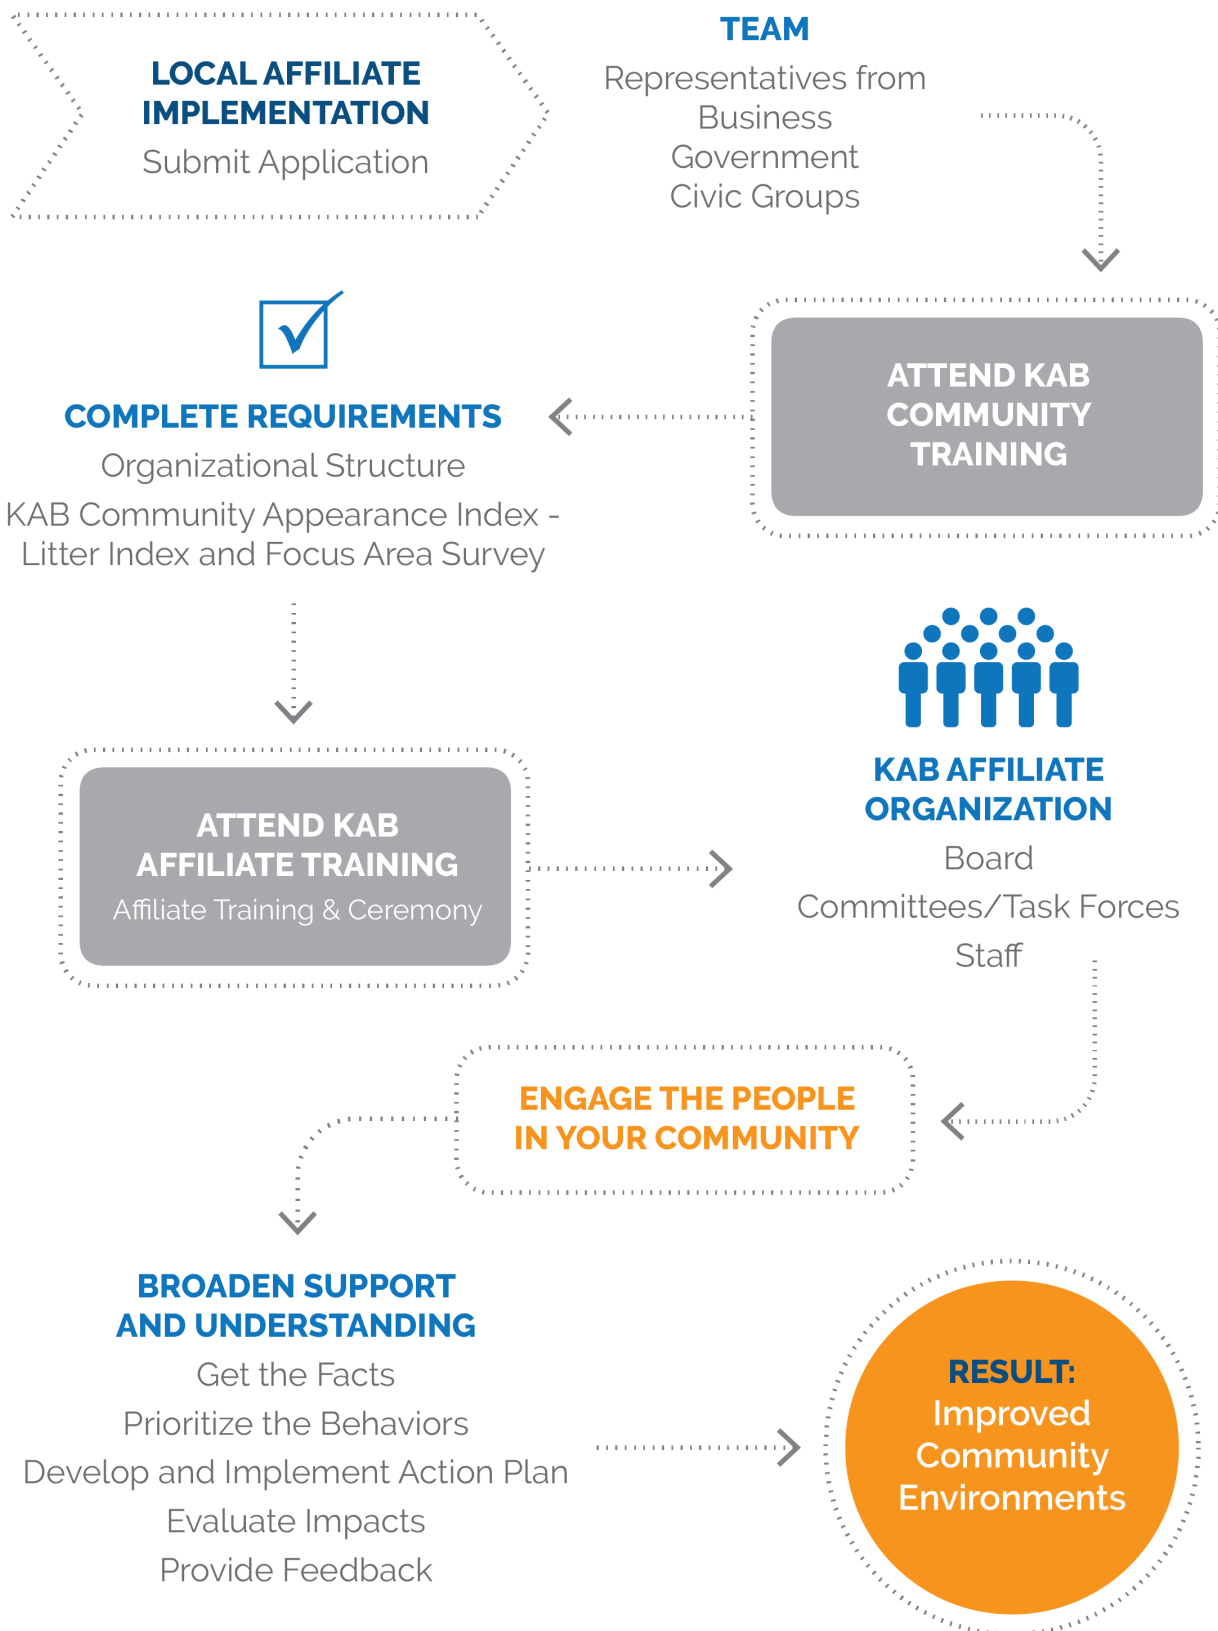 LOCAL AFFILIATE
IMPLEMENTATION
Submit Application
TEAM
Representatives from
Business
Government
Civic Groups
ATTEND KAB
COMMUNITY
TRAINING
COMPLETE REQUIREMENTS
Organizational Structure
KAB Community Appearance Index -
Litter Index and Focus Area Survey
ATTEND KAB
AFFILIATE TRAINING
Affiliate Training & Ceremony
KAB AFFILIATE
ORGANIZATION
Board
Committees/Task Forces
Staff
ENGAGE THE PEOPLE
IN YOUR COMMUNITY
BROADEN SUPPORT
AND UNDERSTANDING
Get the Facts
Prioritize the Behaviors
Develop and Implement Action Plan
Evaluate Impacts
Provide Feedback
RESULT:
Improved
Community
Environments